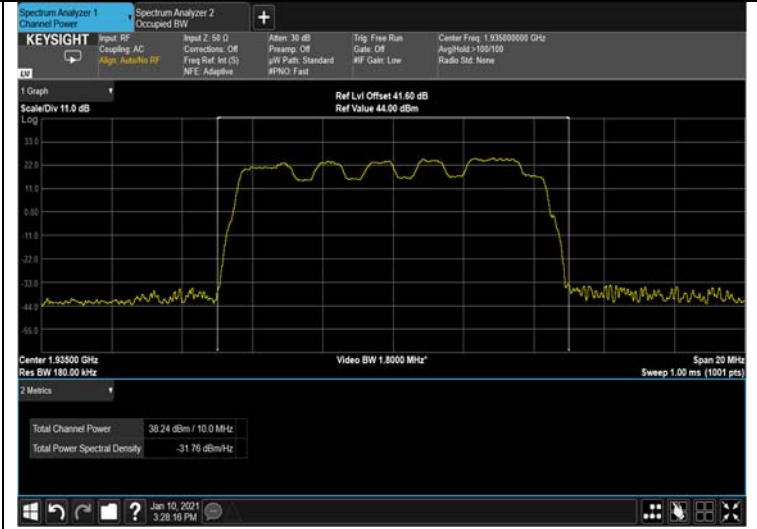 Spectrum Analyzer 1
Channel Power
Spectrum Analyzer 2
Occupied BW
KEYSIGHT
Input: RF
Coupling: AC
Align: Auto/No RF
Input Z: 50 Ω
Corrections: Off
Freq Ref: Int (S)
NFE: Adaptive
Atten: 30 dB
Preamp: Off
µW Path: Standard
#PNO: Fast
Trig: Free Run
Gate: Off
#IF Gain: Low
Center Freq: 1.935000000 GHz
Avg|Hold:>100/100
Radio Std: None
1 Graph
Scale/Div 11.0 dB
Ref Lvl Offset 41.60 dB
Ref Value 44.00 dBm
Log
33.0
22.0
11.0
0.00
-11.0
-22.0
-33.0
-44.0
-55.0
Center 1.93500 GHz
Res BW 180.00 kHz
Video BW 1.8000 MHz*
Span 20 MHz
Sweep 1.00 ms (1001 pts)
2 Metrics
Total Channel Power 38.24 dBm / 10.0 MHz
Total Power Spectral Density -31.76 dBm/Hz
Jan 10, 2021
3:28:16 PM